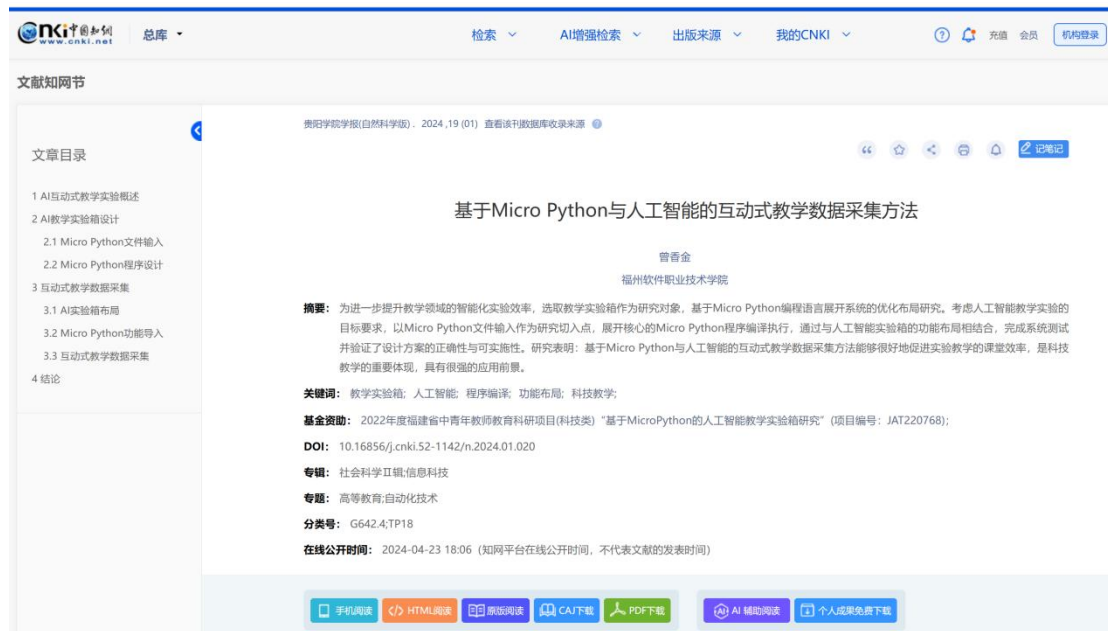 CNKi 中国知网
www.cnki.net
总库
检索
AI增强检索
出版来源
我的CNKI
充值
会员
机构登录
文献知网节
文章目录
1 AI互动式教学实验概述
2 AI教学实验箱设计
2.1 Micro Python文件输入
2.2 Micro Python程序设计
3 互动式教学数据采集
3.1 AI实验箱布局
3.2 Micro Python功能导入
3.3 互动式教学数据采集
4 结论
贵阳学院学报(自然科学版) . 2024 ,19 (01) 查看该刊数据库收录来源
记笔记
基于Micro Python与人工智能的互动式教学数据采集方法
曾香金
福州软件职业技术学院
摘要： 为进一步提升教学领域的智能化实验效率，选取教学实验箱作为研究对象，基于Micro Python编程语言展开系统的优化布局研究。考虑人工智能教学实验的
目标要求，以Micro Python文件输入作为研究切入点，展开核心的Micro Python程序编译执行，通过与人工智能实验箱的功能布局相结合，完成系统测试
并验证了设计方案的正确性与可实施性。研究表明：基于Micro Python与人工智能的互动式教学数据采集方法能够很好地促进实验教学的课堂效率，是科技
教学的重要体现，具有很强的应用前景。
关键词： 教学实验箱; 人工智能; 程序编译; 功能布局; 科技教学;
基金资助： 2022年度福建省中青年教师教育科研项目(科技类)“基于MicroPython的人工智能教学实验箱研究”(项目编号：JAT220768);
DOI： 10.16856/j.cnki.52-1142/n.2024.01.020
专辑： 社会科学Ⅱ辑;信息科技
专题： 高等教育;自动化技术
分类号： G642.4;TP18
在线公开时间： 2024-04-23 18:06 (知网平台在线公开时间，不代表文献的发表时间)
手机阅读
HTML阅读
原版阅读
CAJ下载
PDF下载
AI 辅助阅读
个人成果免费下载